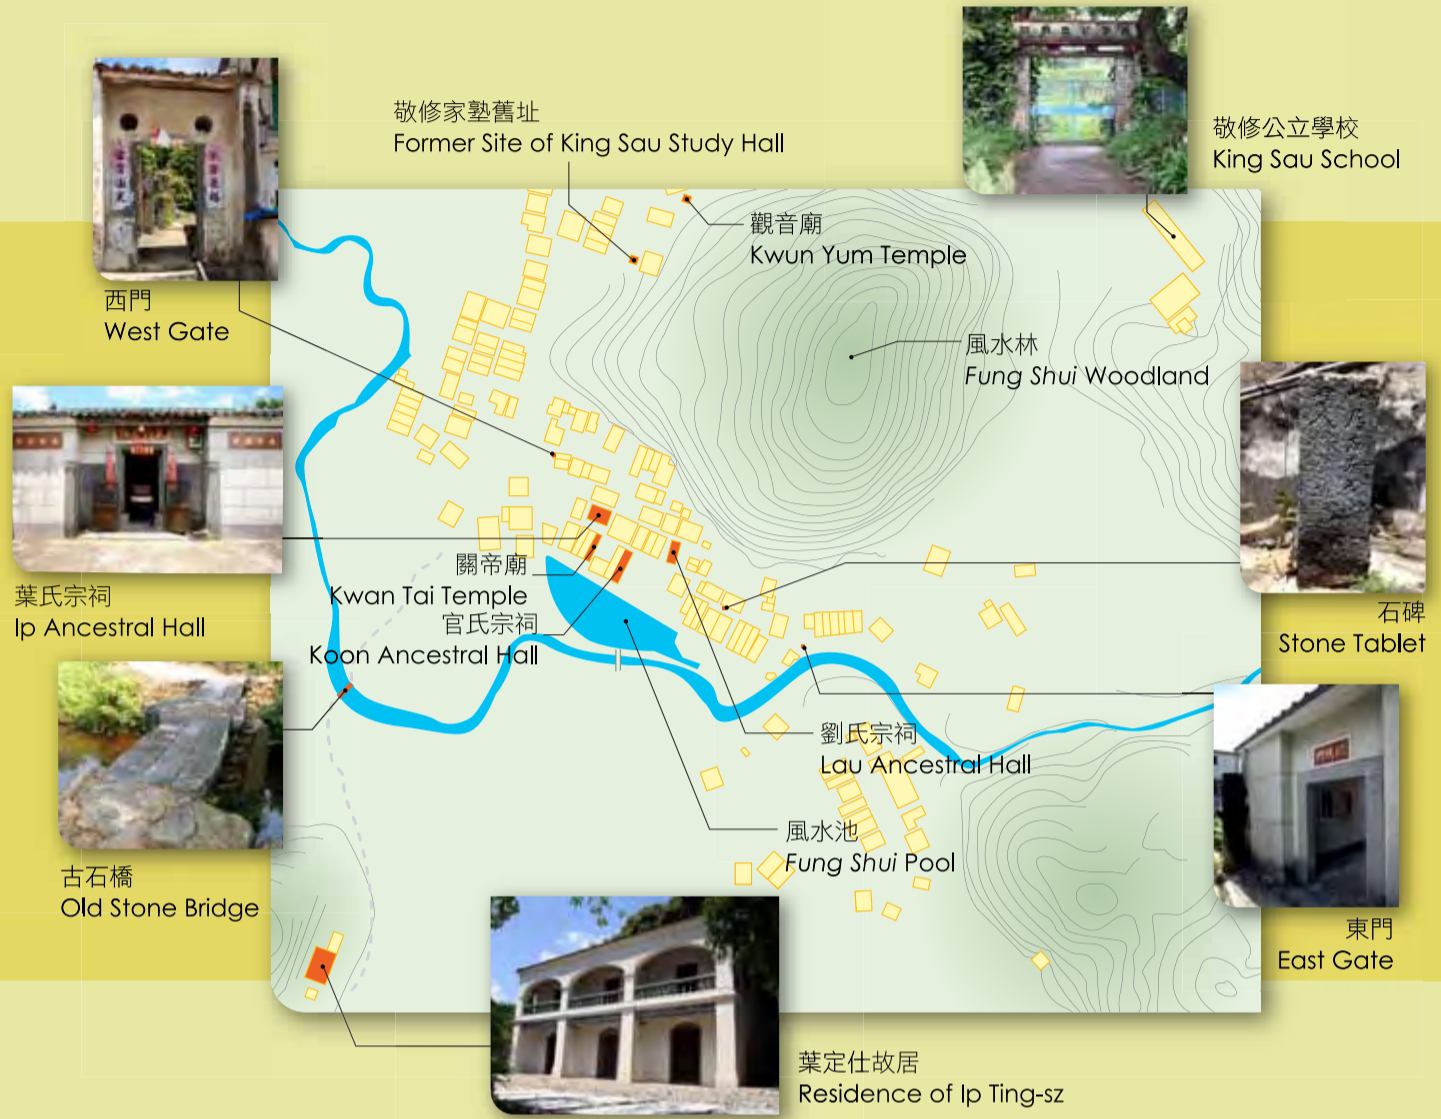 敬修家塾舊址
Former Site of King Sau Study Hall
敬修公立學校
King Sau School
觀音廟
Kwun Yum Temple
西門
West Gate
風水林
Fung Shui Woodland
關帝廟
Kwan Tai Temple
葉氏宗祠
Ip Ancestral Hall
官氏宗祠
Koon Ancestral Hall
石碑
Stone Tablet
劉氏宗祠
Lau Ancestral Hall
風水池
Fung Shui Pool
古石橋
Old Stone Bridge
東門
East Gate
葉定仕故居
Residence of Ip Ting-sz